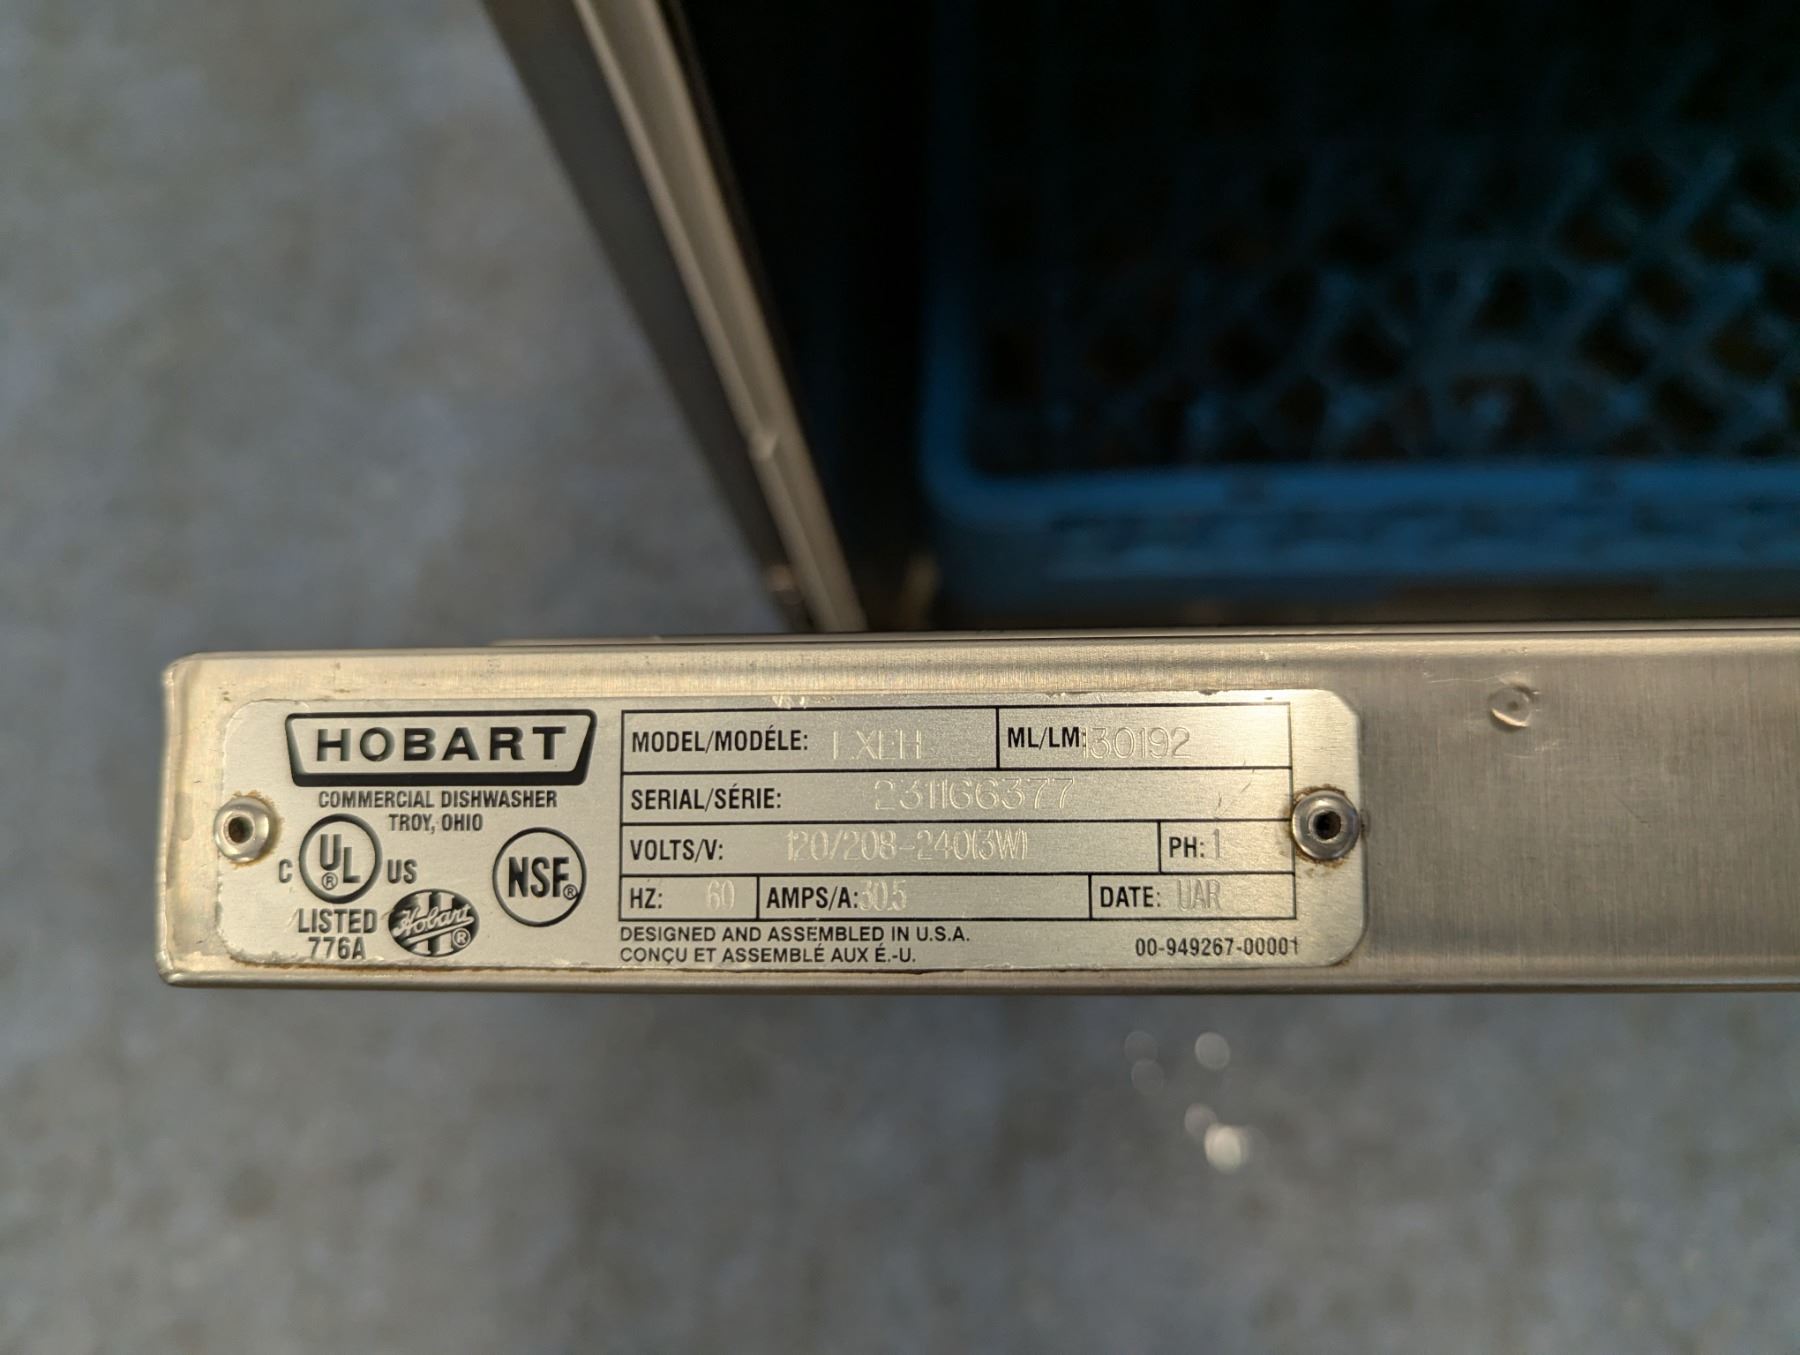 HOBART
COMMERCIAL DISHWASHER
TROY, OHIO
C UL ® US
LISTED
776A
Hobart ®
NSF®
MODEL/MODÉLE: LXEH
ML/LM: 130192
SERIAL/SÉRIE: 231166377
VOLTS/V: 120/208-240(3W)
PH: 1
HZ: 60
AMPS/A: 30.5
DATE: UAR
DESIGNED AND ASSEMBLED IN U.S.A.
CONÇU ET ASSEMBLÉ AUX É.-U.
00-949267-00001